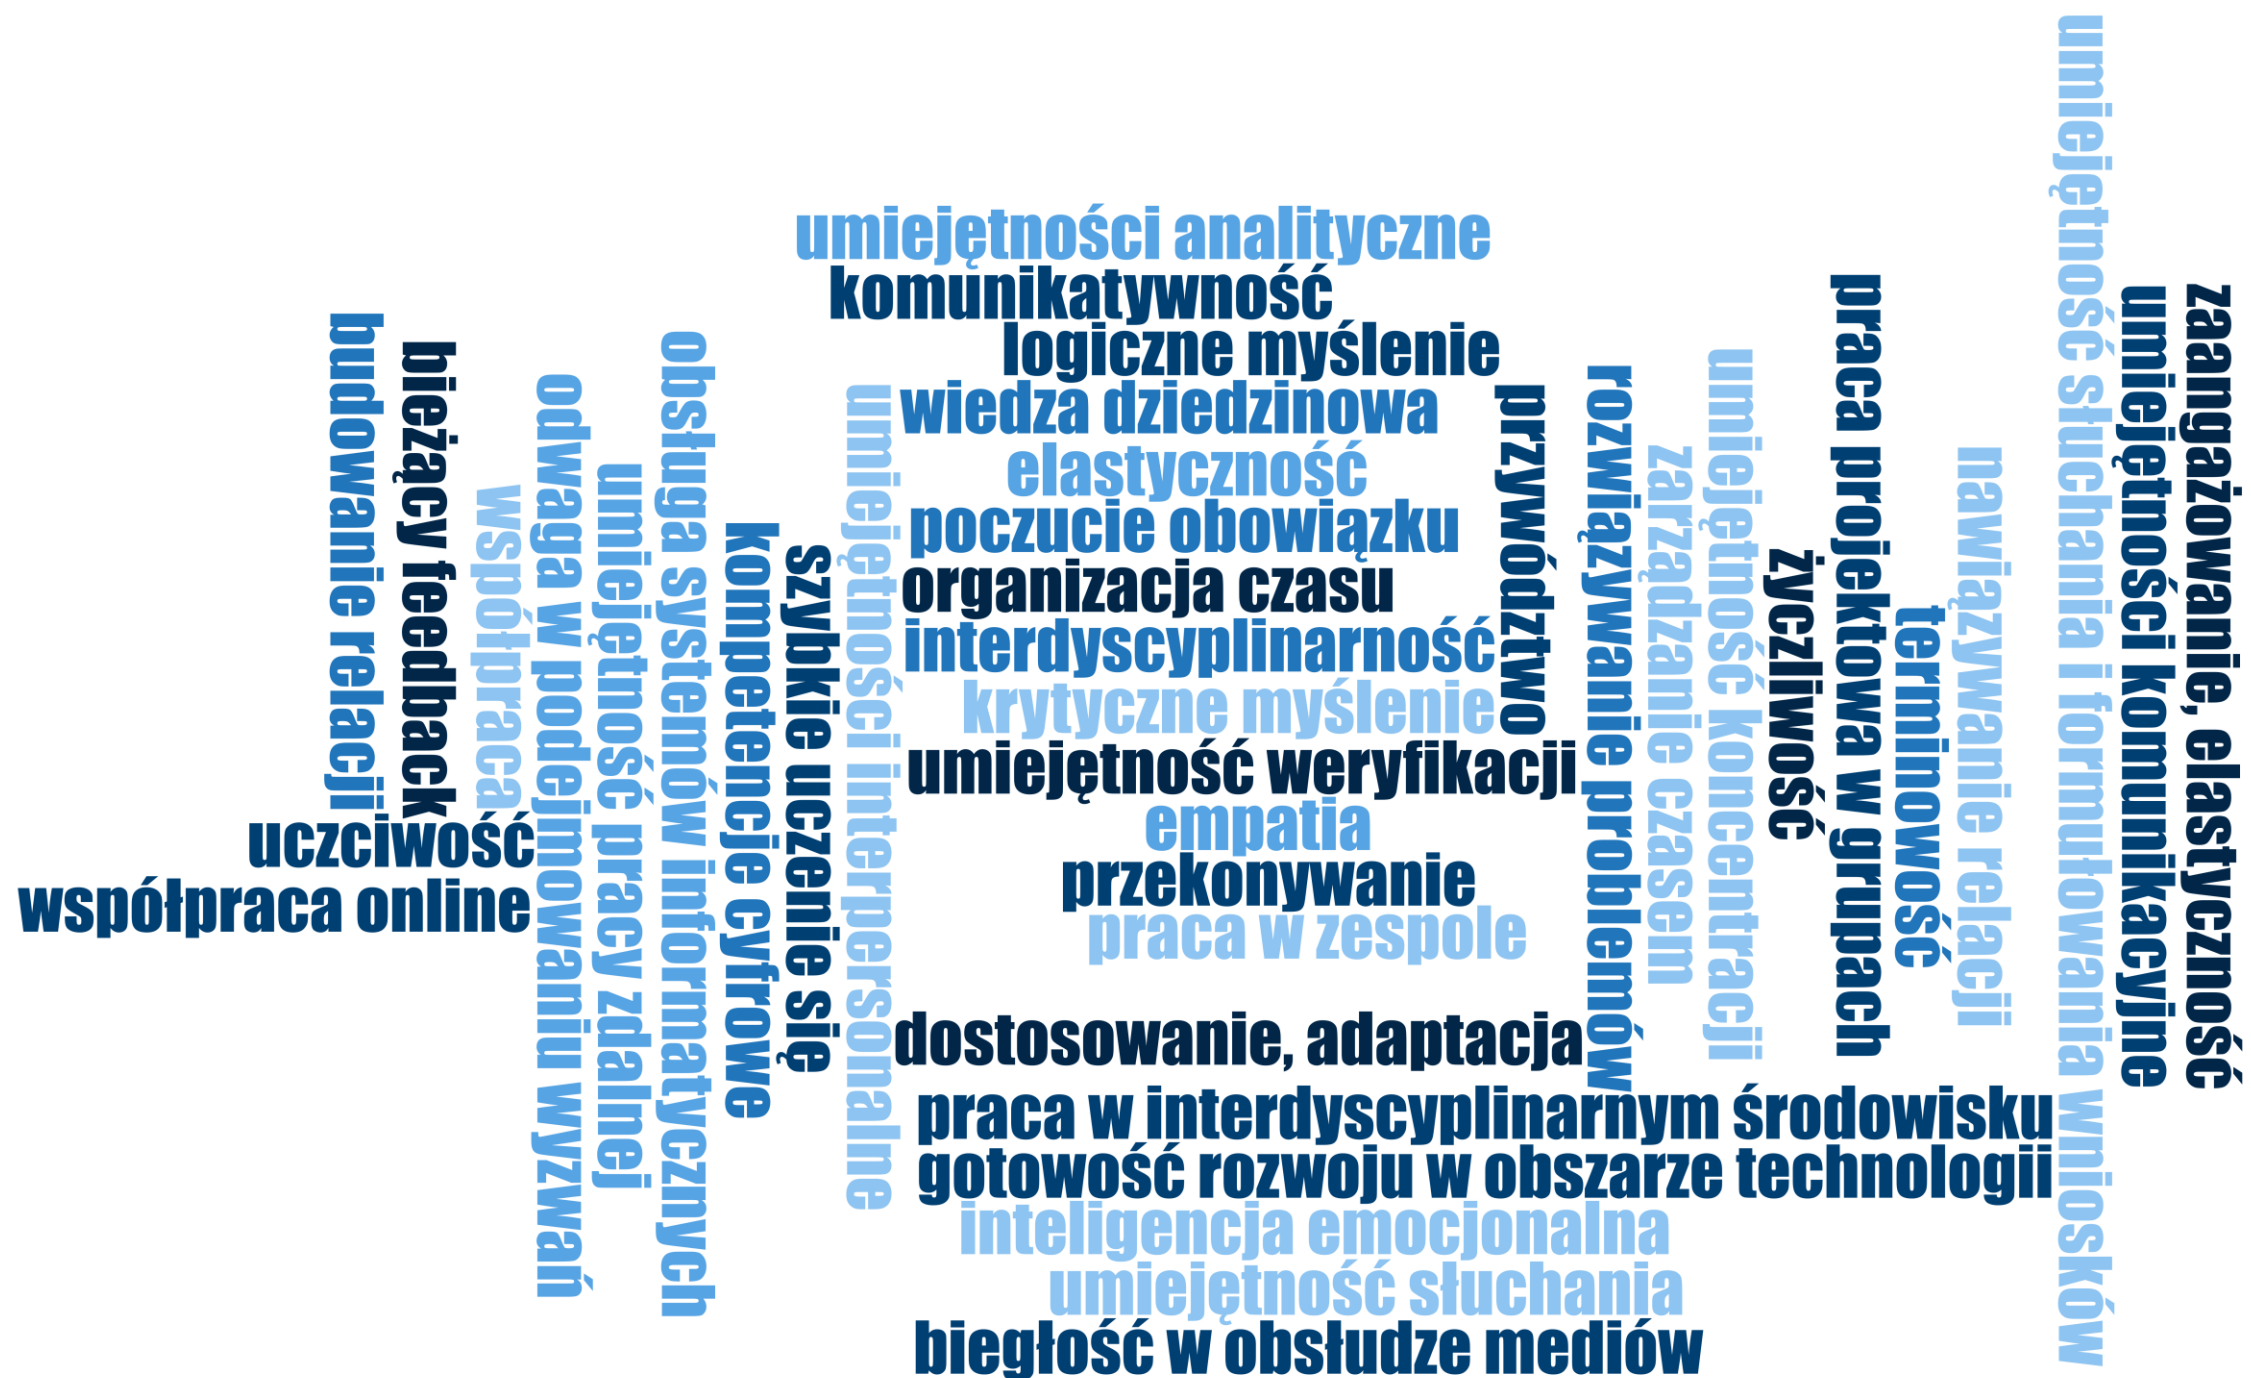 budowanie relacji
bieżący feedback
współpraca
uczciwość
współpraca online
odwaga w podejmowaniu wyzwań
umiejętność pracy zdalnej
obsługa systemów informatycznych
kompetencje cyfrowe
szybkie uczenie się
umiejętności interpersonalne
umiejętności analityczne
komunikatywność
logiczne myślenie
wiedza dziedzinowa
elastyczność
poczucie obowiązku
organizacja czasu
interdyscyplinarność
krytyczne myślenie
umiejętność weryfikacji
empatia
przekonywanie
praca w zespole
dostosowanie, adaptacja
praca w interdyscyplinarnym środowisku
gotowość rozwoju w obszarze technologii
inteligencja emocjonalna
umiejętność słuchania
biegłość w obsłudze mediów
przywództwo
rozwiązywanie problemów
zarządzanie czasem
umiejętność koncentracji
życzliwość
praca projektowa w grupach
terminowość
nawiązywanie relacji
umiejętność słuchania i formułowania wniosków
umiejętności komunikacyjne
zaangażowanie, elastyczność